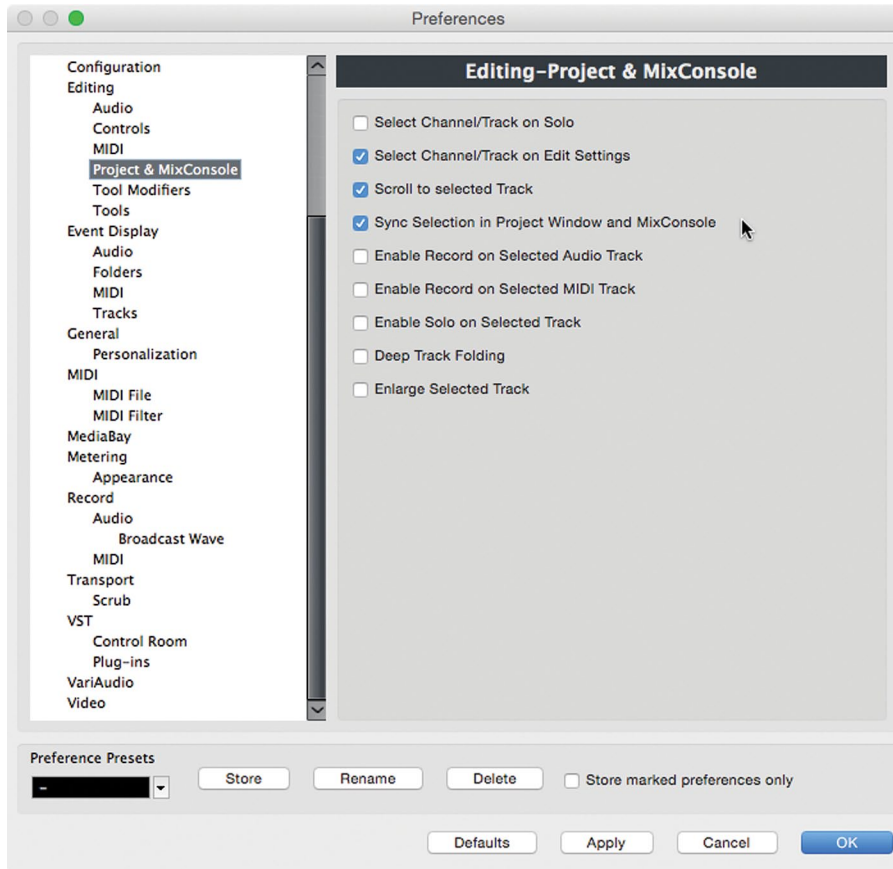 Preferences
Configuration
Editing
Audio
Controls
MIDI
Project & MixConsole
Tool Modifiers
Tools
Event Display
Audio
Folders
MIDI
Tracks
General
Personalization
MIDI
MIDI File
MIDI Filter
MediaBay
Metering
Appearance
Record
Audio
Broadcast Wave
MIDI
Transport
Scrub
VST
Control Room
Plug-ins
VariAudio
Video
Editing-Project & MixConsole
Select Channel/Track on Solo
Select Channel/Track on Edit Settings
Scroll to selected Track
Sync Selection in Project Window and MixConsole
Enable Record on Selected Audio Track
Enable Record on Selected MIDI Track
Enable Solo on Selected Track
Deep Track Folding
Enlarge Selected Track
Preference Presets
–
Store
Rename
Delete
Store marked preferences only
Defaults
Apply
Cancel
OK